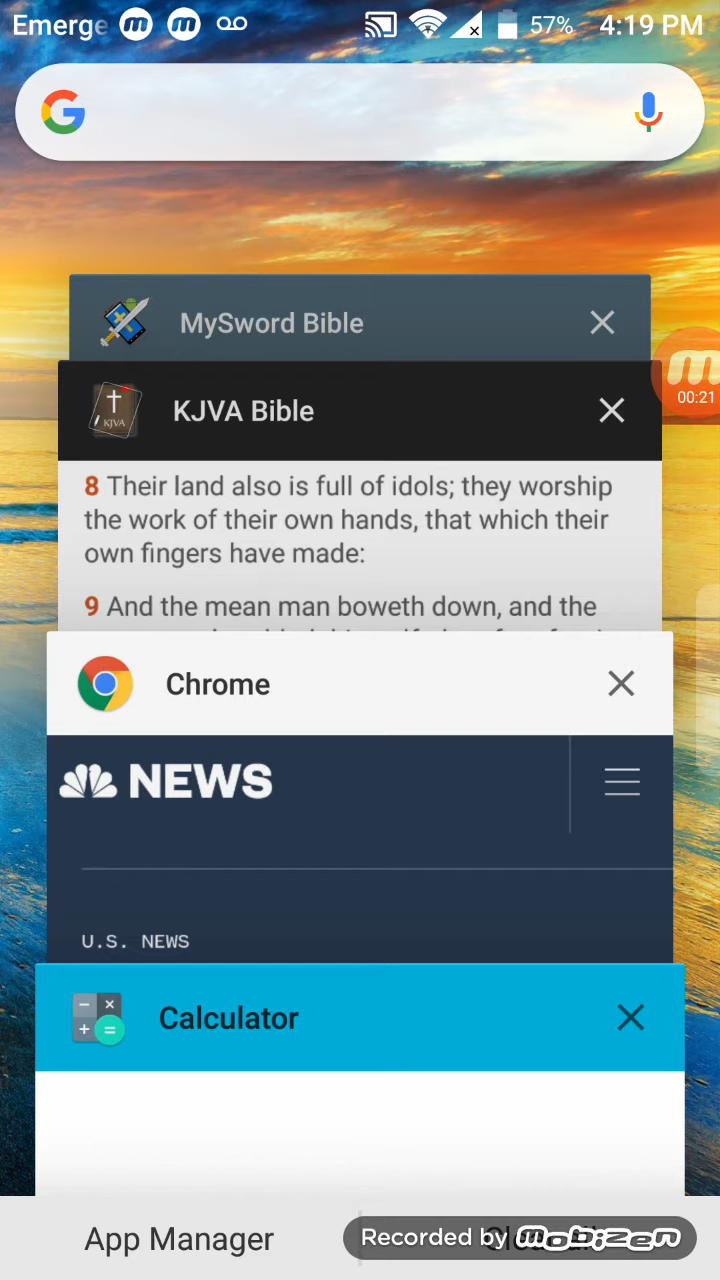 Emerge
57%
4:19 PM
MySword Bible
KJVA Bible
KJVA
00:21
8 Their land also is full of idols; they worship
the work of their own hands, that which their
own fingers have made:
9 And the mean man boweth down, and the
Chrome
NEWS
U.S. NEWS
Calculator
App Manager
Recorded by mobizen